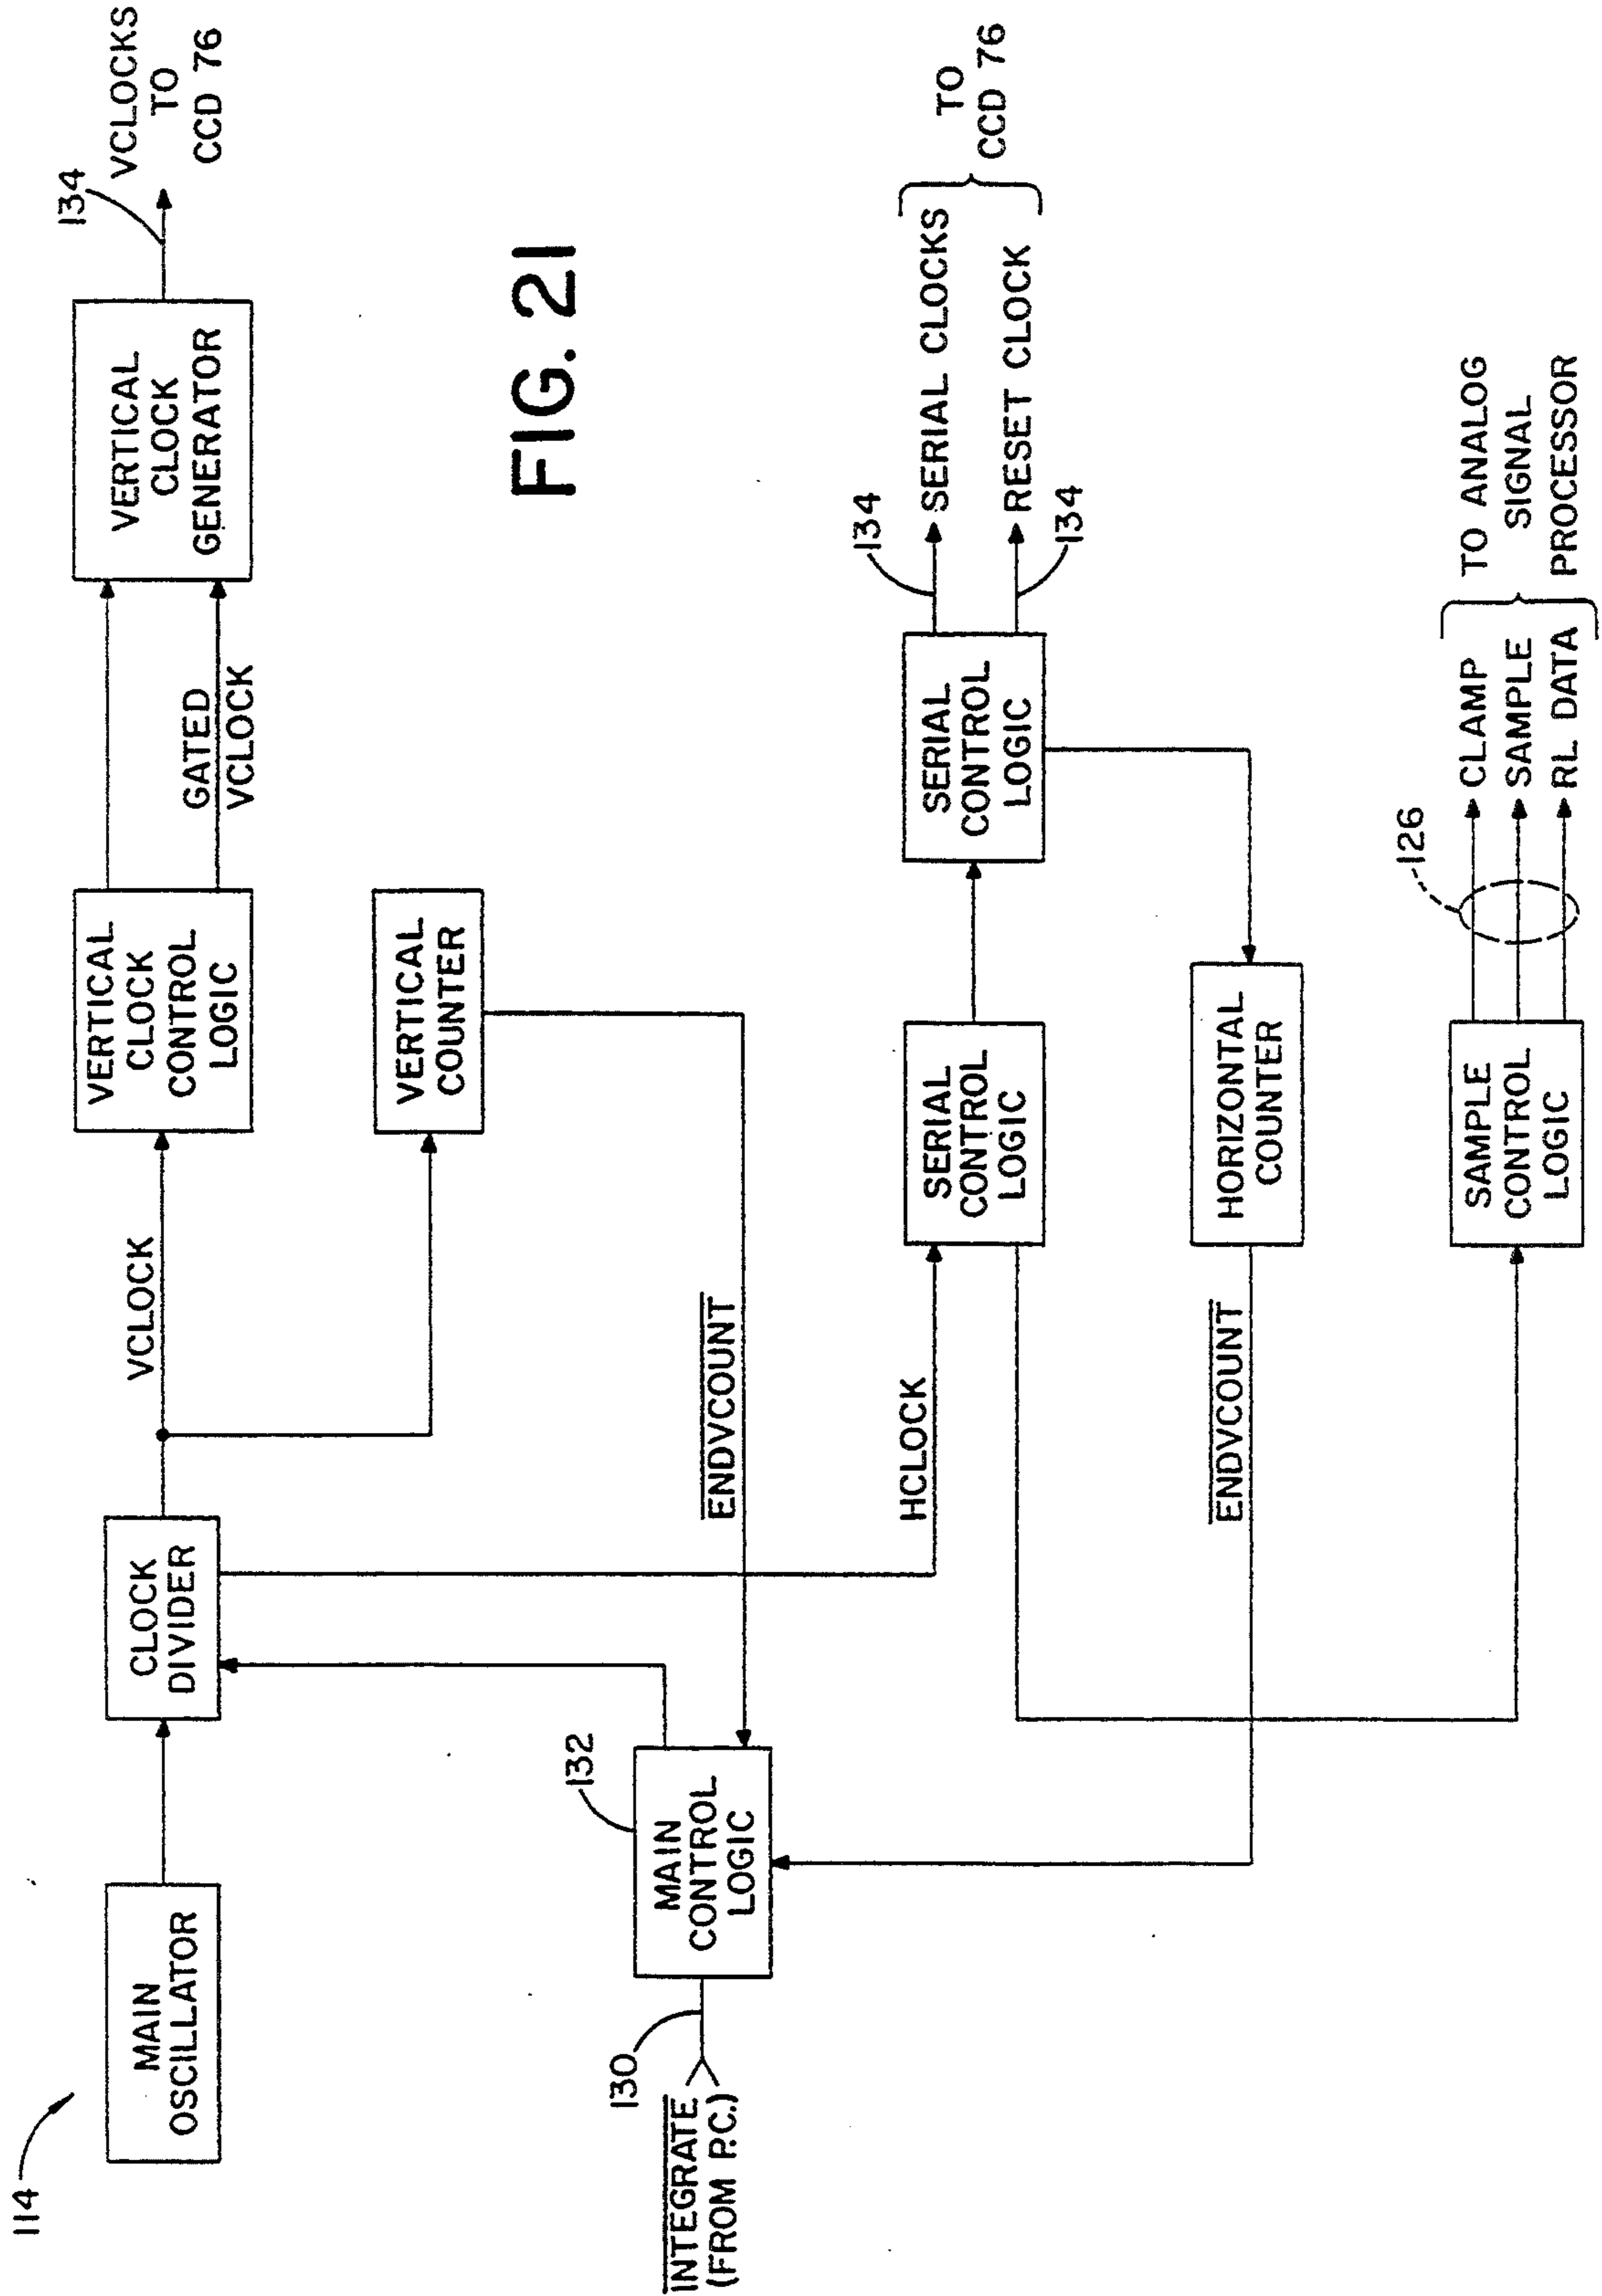 114
MAIN
OSCILLATOR
CLOCK
DIVIDER
VCLOCK
VERTICAL
CLOCK
CONTROL
LOGIC
GATED
VCLOCK
VERTICAL
CLOCK
GENERATOR
134
VCLOCKS
TO
CCD 76
VERTICAL
COUNTER
FIG. 21
INTEGRATE
(FROM P.C.)
130
132
MAIN
CONTROL
LOGIC
ENDVCOUNT
HCLOCK
SERIAL
CONTROL
LOGIC
SERIAL
CONTROL
LOGIC
134
SERIAL CLOCKS
RESET CLOCK
134
TO
CCD 76
ENDVCOUNT
HORIZONTAL
COUNTER
SAMPLE
CONTROL
LOGIC
126
CLAMP
SAMPLE
RL DATA
TO ANALOG
SIGNAL
PROCESSOR